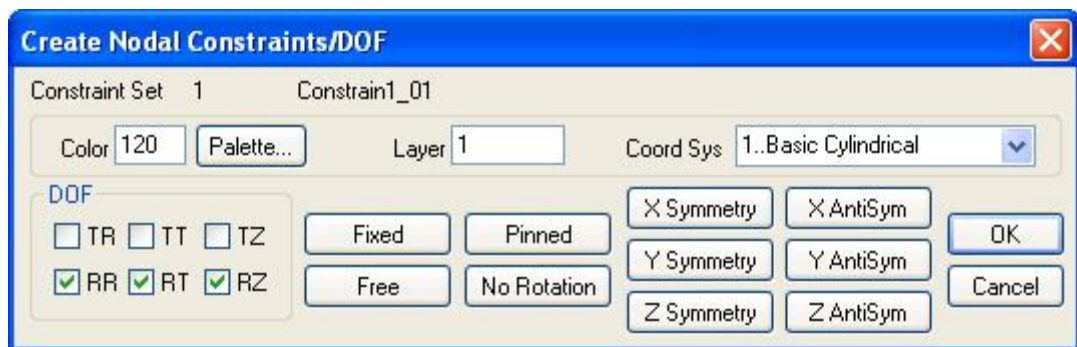 Create Nodal Constraints/DOF
Constraint Set 1 Constrain1_01
Color 120 Palette... Layer 1 Coord Sys 1..Basic Cylindrical
DOF
TR TT TZ
RR RT RZ
Fixed Pinned
Free No Rotation
X Symmetry X AntiSym
Y Symmetry Y AntiSym
Z Symmetry Z AntiSym
OK
Cancel